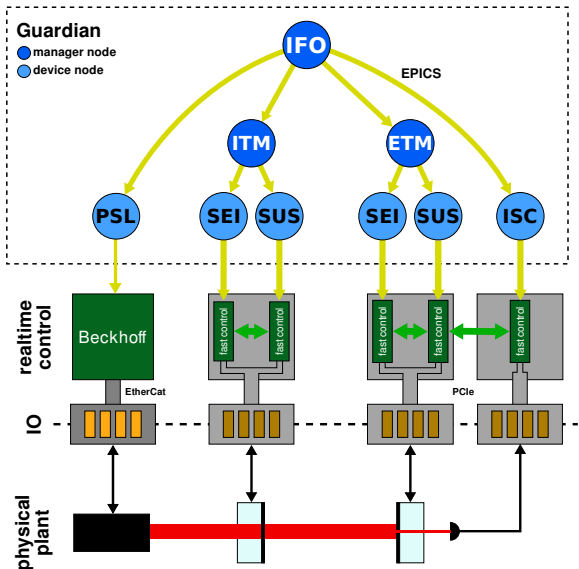 Guardian
manager node
device node
IFO
EPICS
ITM
ETM
PSL
SEI
SUS
SEI
SUS
ISC
realtime
control
Beckhoff
fast control
fast control
fast control
fast control
fast control
EtherCat
PCIe
IO
physical
plant